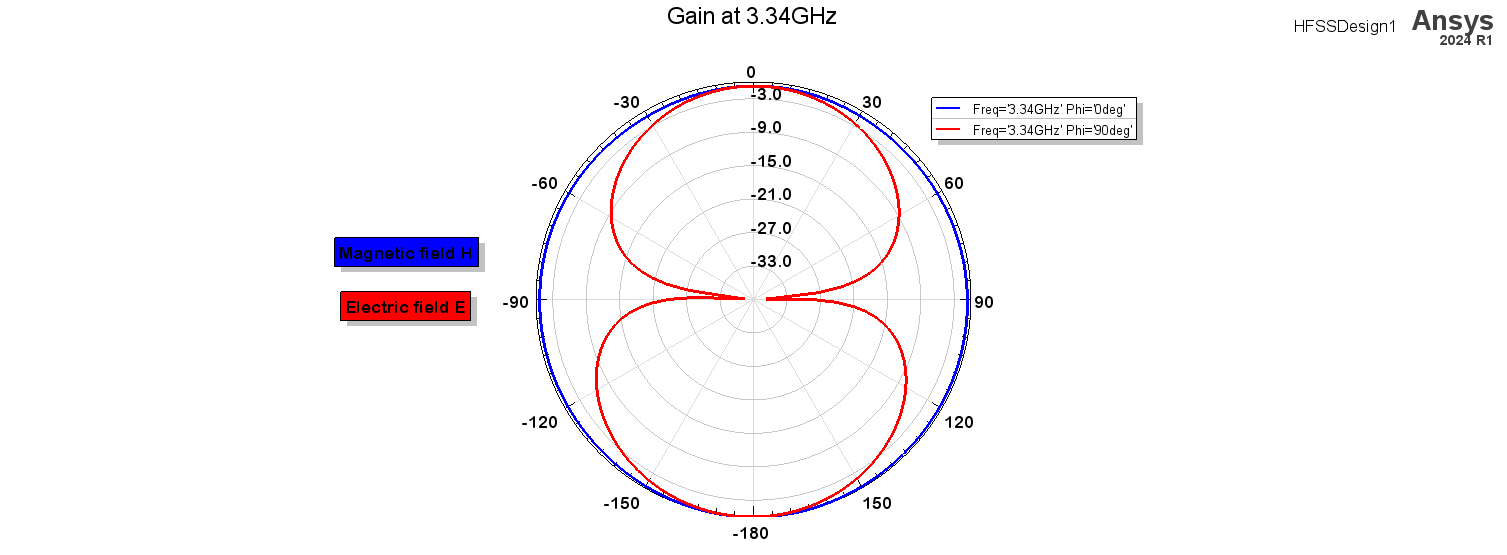 Gain at 3.34GHz
HFSSDesign1
Ansys
2024 R1
0
-30
30
-3.0
Freq='3.34GHz' Phi='0deg'
Freq='3.34GHz' Phi='90deg'
-9.0
-15.0
-60
60
-21.0
-27.0
Magnetic field H
-33.0
-90
90
Electric field E
-120
120
-150
150
-180